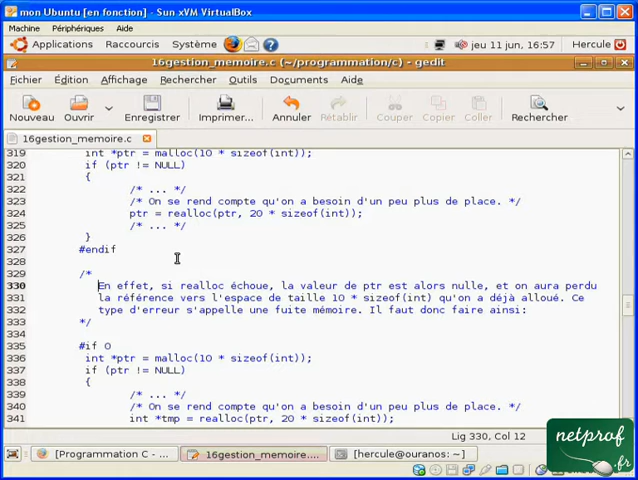 mon Ubuntu [en fonction] - Sun xVM VirtualBox
Machine Périphériques Aide
Applications Raccourcis Système jeu 11 jun, 16:57 Hercule
16gestion_memoire.c (~/programmation/c) - gedit
Fichier Édition Affichage Rechercher Outils Documents Aide
Nouveau Ouvrir Enregistrer Imprimer... Annuler Rétablir Couper Copier Coller Rechercher
16gestion_memoire.c
319 int *ptr = malloc(10 * sizeof(int));
320 if (ptr != NULL)
321 {
322 /* ... */
323 /* On se rend compte qu'on a besoin d'un peu plus de place. */
324 ptr = realloc(ptr, 20 * sizeof(int));
325 /* ... */
326 }
327 #endif
328
329 /*
330 En effet, si realloc échoue, la valeur de ptr est alors nulle, et on aura perdu
331 la référence vers l'espace de taille 10 * sizeof(int) qu'on a déjà alloué. Ce
332 type d'erreur s'appelle une fuite mémoire. Il faut donc faire ainsi:
333 */
334
335 #if 0
336 int *ptr = malloc(10 * sizeof(int));
337 if (ptr != NULL)
338 {
339 /* ... */
340 /* On se rend compte qu'on a besoin d'un peu plus de place. */
341 int *tmp = realloc(ptr, 20 * sizeof(int));
Lig 330, Col 12
[Programmation C - ... 16gestion_memoire.... [hercule@ouranos: ~]
netprof
.fr